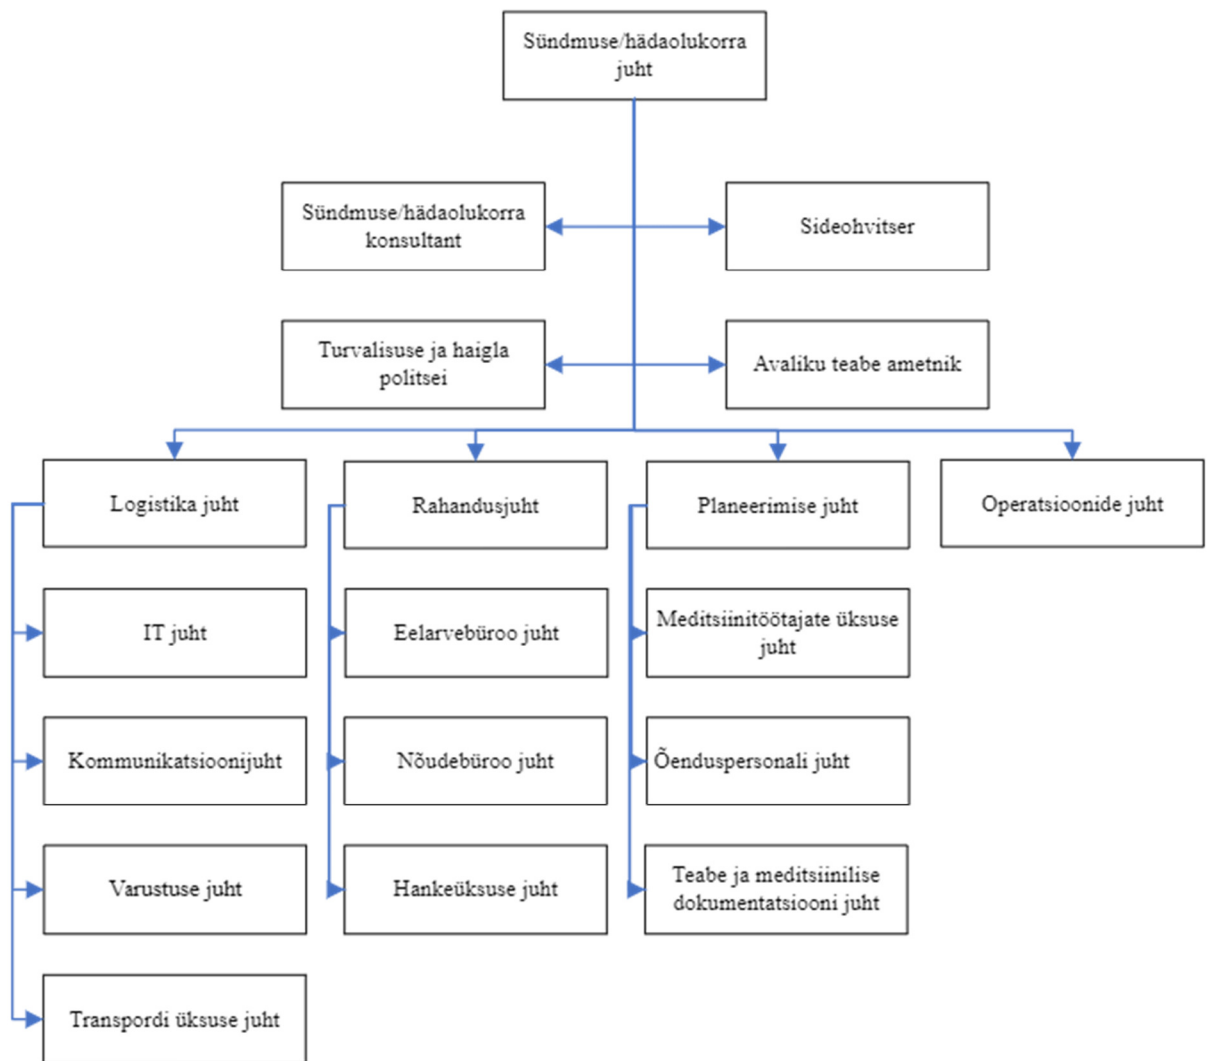 Sündmuse/hädaolukorra
juht
Sündmuse/hädaolukorra
konsultant
Sideohvitser
Turvalisuse ja haigla
politsei
Avaliku teabe ametnik
Logistika juht
Rahandusjuht
Planeerimise juht
Operatsioonide juht
IT juht
Eelarvebüroo juht
Meditsiinitöötajate üksuse
juht
Kommunikatsioonijuht
Nõudebüroo juht
Õenduspersonali juht
Varustuse juht
Hankeüksuse juht
Teabe ja meditsiinilise
dokumentatsiooni juht
Transpordi üksuse juht